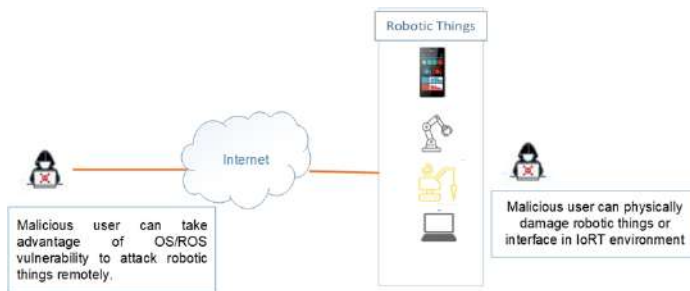 Robotic Things
Internet
Malicious user can take
advantage of OS/ROS
vulnerability to attack robotic
things remotely.
Malicious user can physically
damage robotic things or
interface in IoRT environment